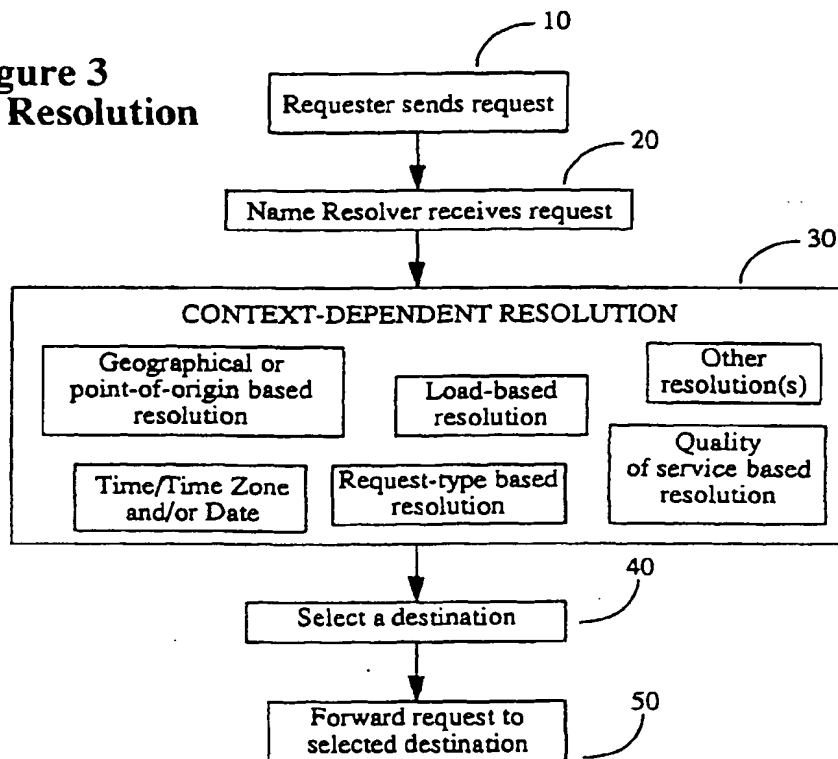 gure 3
Resolution
10
Requester sends request
20
Name Resolver receives request
30
CONTEXT-DEPENDENT RESOLUTION
Geographical or
point-of-origin based
resolution
Load-based
resolution
Other
resolution(s)
Time/Time Zone
and/or Date
Request-type based
resolution
Quality
of service based
resolution
40
Select a destination
50
Forward request to
selected destination